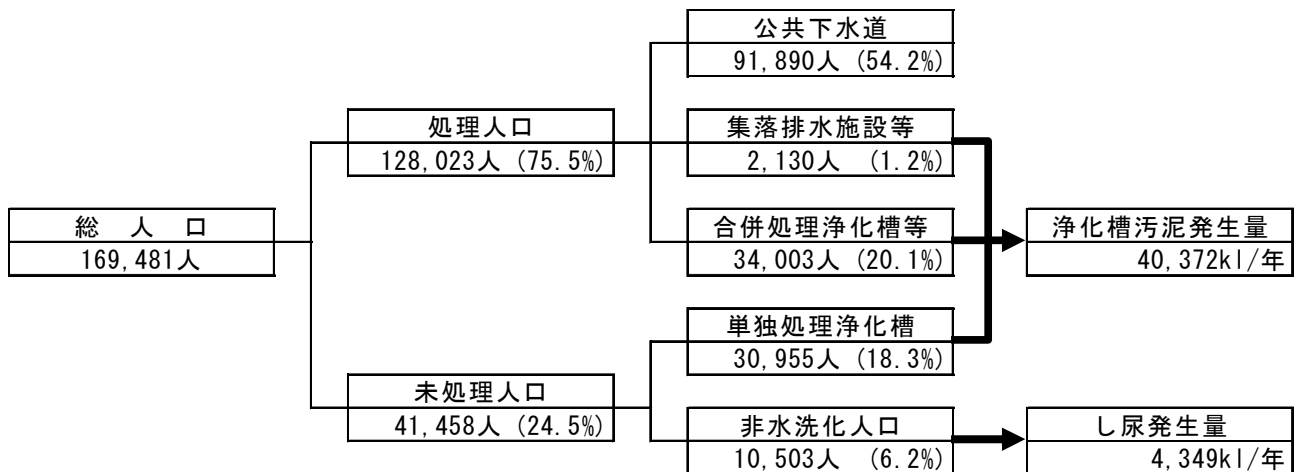 総人口
169,481人
処理人口
128,023人 (75.5%)
未処理人口
41,458人 (24.5%)
公共下水道
91,890人 (54.2%)
集落排水施設等
2,130人 (1.2%)
合併処理浄化槽等
34,003人 (20.1%)
単独処理浄化槽
30,955人 (18.3%)
非水洗化人口
10,503人 (6.2%)
浄化槽汚泥発生量
40,372kl/年
し尿発生量
4,349kl/年